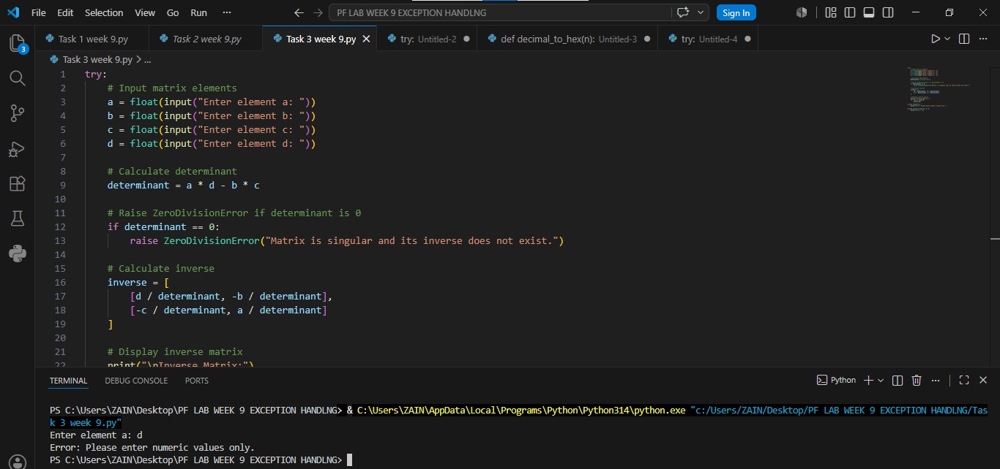 File Edit Selection View Go Run ··· PF LAB WEEK 9 EXCEPTION HANDLNG Sign In
Task 1 week 9.py Task 2 week 9.py Task 3 week 9.py try: Untitled-2 def decimal_to_hex(n): Untitled-3 try: Untitled-4
3
Task 3 week 9.py > ...
1 try:
2 # Input matrix elements
3 a = float(input("Enter element a: "))
4 b = float(input("Enter element b: "))
5 c = float(input("Enter element c: "))
6 d = float(input("Enter element d: "))
7
8 # Calculate determinant
9 determinant = a * d - b * c
10
11 # Raise ZeroDivisionError if determinant is 0
12 if determinant == 0:
13 raise ZeroDivisionError("Matrix is singular and its inverse does not exist.")
14
15 # Calculate inverse
16 inverse = [
17 [d / determinant, -b / determinant],
18 [-c / determinant, a / determinant]
19 ]
20
21 # Display inverse matrix
22 print("\nInverse Matrix:")
TERMINAL DEBUG CONSOLE PORTS Python
PS C:\Users\ZAIN\Desktop\PF LAB WEEK 9 EXCEPTION HANDLNG> & C:\Users\ZAIN\AppData\Local\Programs\Python\Python314\python.exe "c:/Users/ZAIN/Desktop/PF LAB WEEK 9 EXCEPTION HANDLNG/Tas
k 3 week 9.py"
Enter element a: d
Error: Please enter numeric values only.
PS C:\Users\ZAIN\Desktop\PF LAB WEEK 9 EXCEPTION HANDLNG>